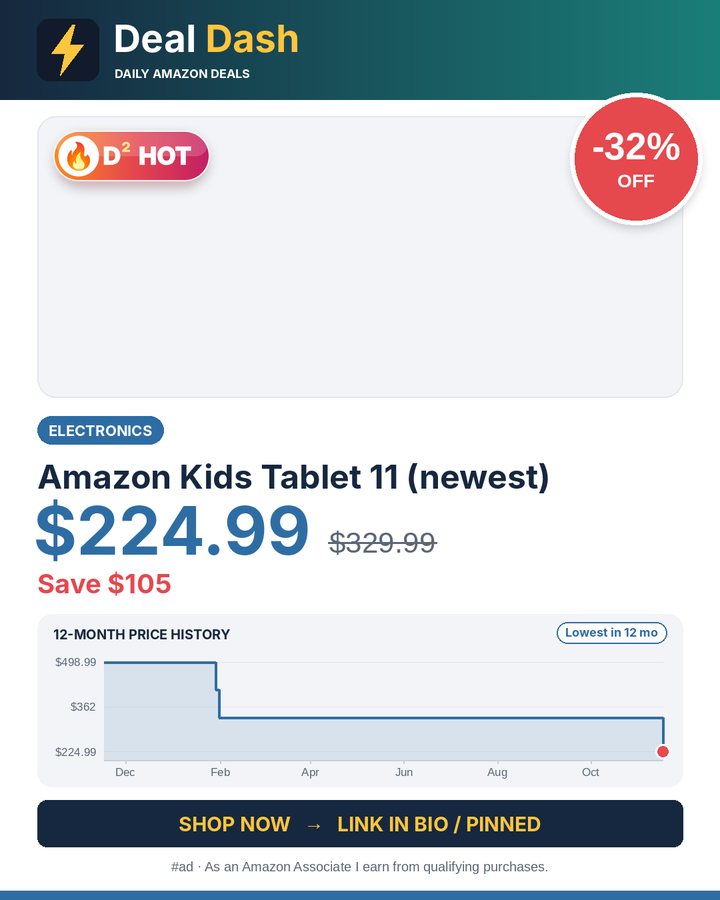 Deal Dash
DAILY AMAZON DEALS
-32%
OFF
D² HOT
ELECTRONICS
Amazon Kids Tablet 11 (newest)
$224.99 $329.99
Save $105
12-MONTH PRICE HISTORY
Lowest in 12 mo
$498.99
$362
$224.99
Dec Feb Apr Jun Aug Oct
SHOP NOW → LINK IN BIO / PINNED
#ad · As an Amazon Associate I earn from qualifying purchases.